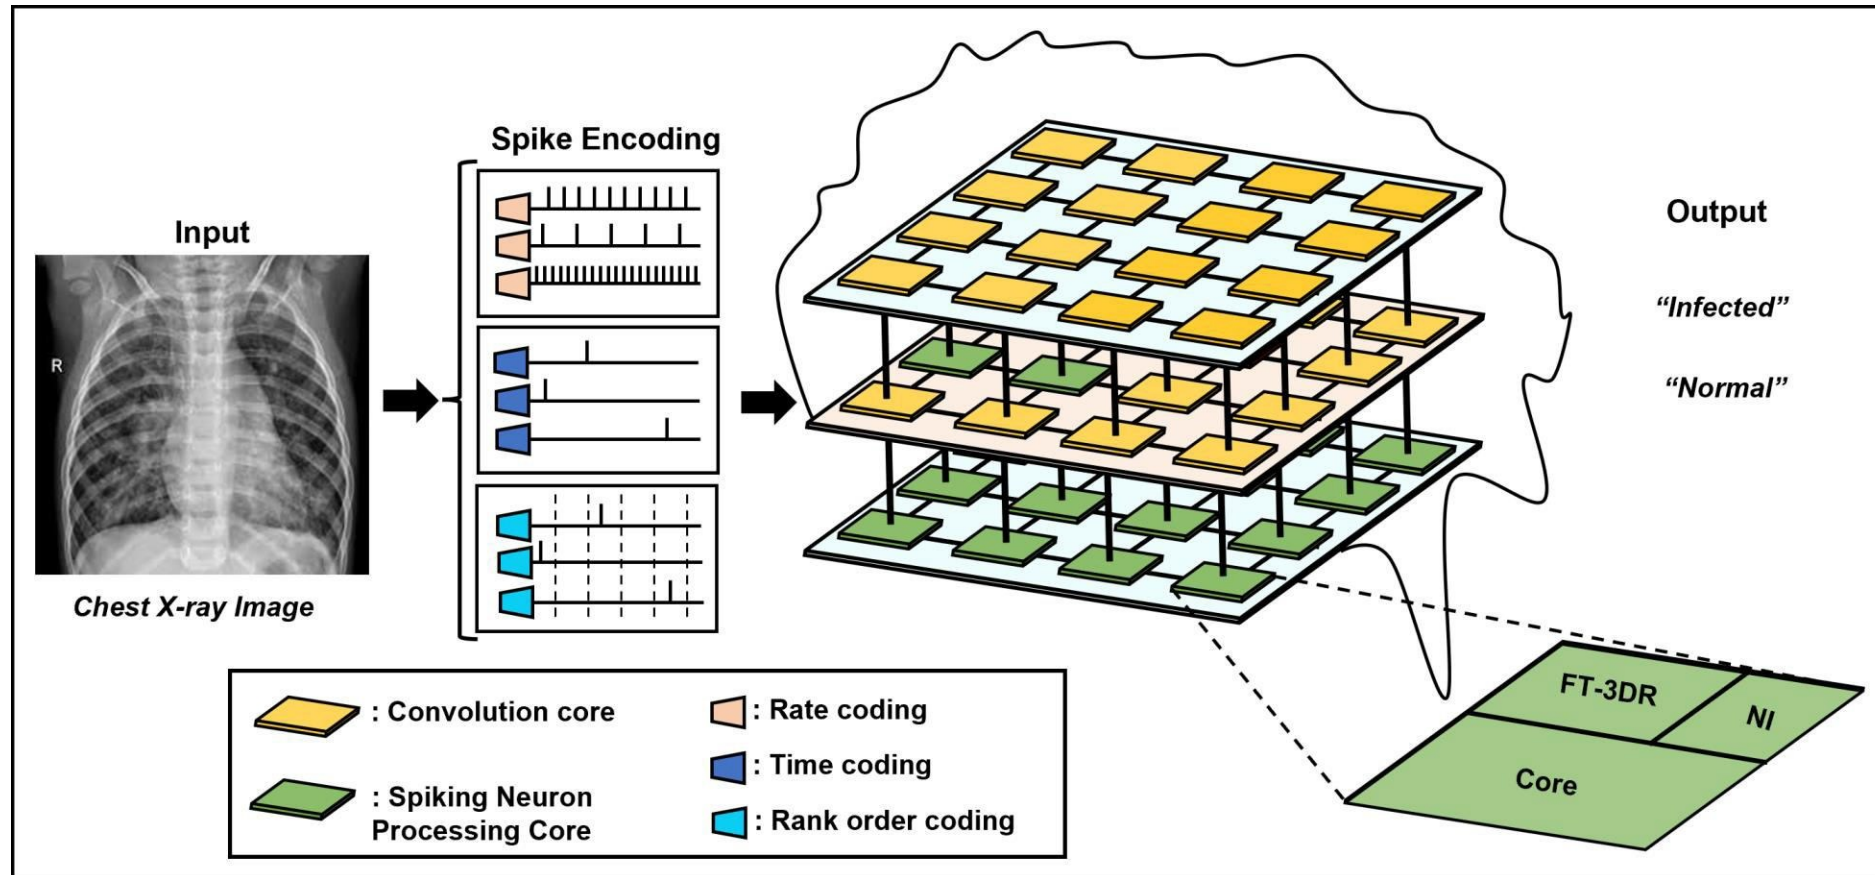 Spike Encoding
Input
R
Chest X-ray Image
Output
“Infected”
“Normal”
FT-3DR
NI
Core
: Convolution core
: Spiking Neuron
Processing Core
: Rate coding
: Time coding
: Rank order coding